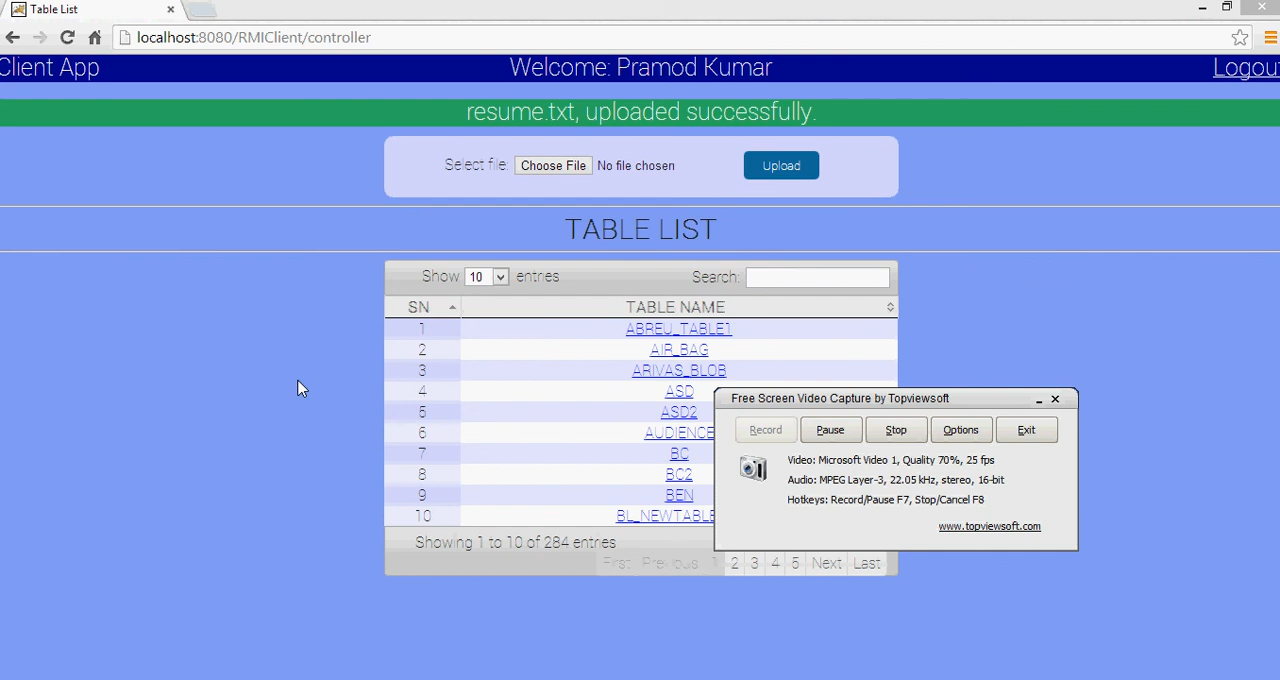 Table List
localhost:8080/RMIClient/controller
Client App Welcome: Pramod Kumar Logout
resume.txt, uploaded successfully.
Select file: Choose File No file chosen Upload
TABLE LIST
Show 10 entries Search:
SN TABLE NAME
1 ABREU_TABLE1
2 AIR_BAG
3 ARIVAS_BLOB
4 ASD
5 ASD2
6 AUDIENCE
7 BC
8 BC2
9 BEN
10 BL_NEWTABLE
Showing 1 to 10 of 284 entries
First Previous 1 2 3 4 5 Next Last
Free Screen Video Capture by Topviewsoft
Record Pause Stop Options Exit
Video: Microsoft Video 1, Quality 70%, 25 fps
Audio: MPEG Layer-3, 22.05 kHz, stereo, 16-bit
Hotkeys: Record/Pause F7, Stop/Cancel F8
www.topviewsoft.com